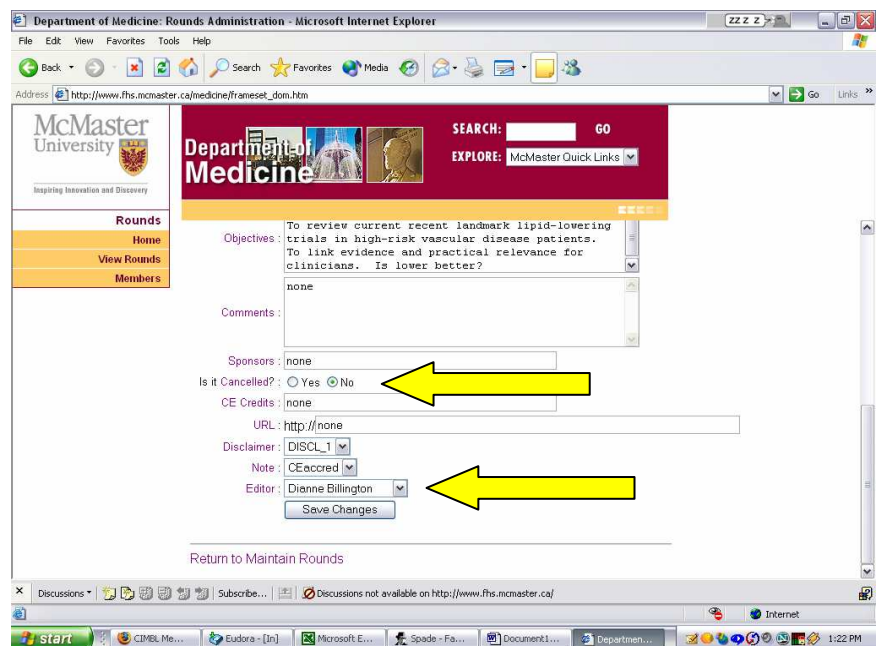 Department of Medicine: Rounds Administration - Microsoft Internet Explorer
ZZZ Z
File Edit View Favorites Tools Help
Back Search Favorites Media
Address http://www.fhs.mcmaster.ca/medicine/frameset_dom.htm Go Links »
McMaster
University
Inspiring Innovation and Discovery
Department of
Medicine
SEARCH: GO
EXPLORE: McMaster Quick Links
Rounds
Home
View Rounds
Members
Objectives :
To review current recent landmark lipid-lowering
trials in high-risk vascular disease patients.
To link evidence and practical relevance for
clinicians. Is lower better?
Comments :
none
Sponsors : none
Is it Cancelled? : Yes No
CE Credits : none
URL : http://none
Disclaimer : DISCL_1
Note : CEaccred
Editor : Dianne Billington
Save Changes
Return to Maintain Rounds
Discussions Subscribe... Discussions not available on http://www.fhs.mcmaster.ca/
Internet
start CIMBL Me... Eudora - [In] Microsoft E... Spade - Fa... Document1... Departmen... 1:22 PM